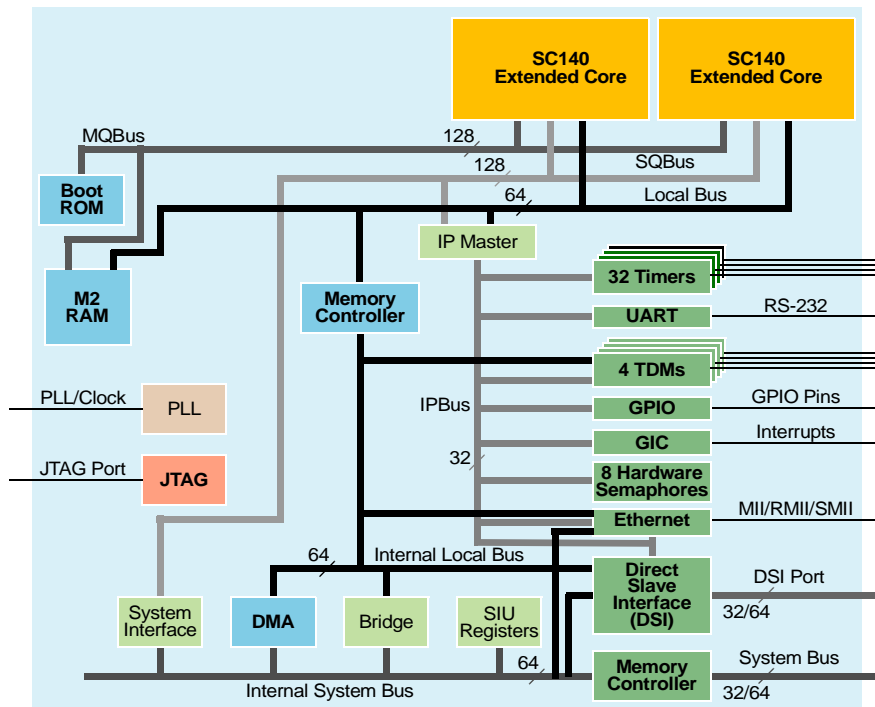 SC140
Extended Core
SC140
Extended Core
MQBus
128
SQBus
128
Boot
ROM
64
Local Bus
IP Master
M2
RAM
Memory
Controller
32 Timers
UART
RS-232
4 TDMs
PLL/Clock
PLL
IPBus
GPIO
GPIO Pins
GIC
Interrupts
32
JTAG Port
JTAG
8 Hardware
Semaphores
Ethernet
MII/RMII/SMII
64
Internal Local Bus
Direct
Slave
Interface
(DSI)
DSI Port
32/64
System
Interface
DMA
Bridge
SIU
Registers
64
Internal System Bus
Memory
Controller
System Bus
32/64